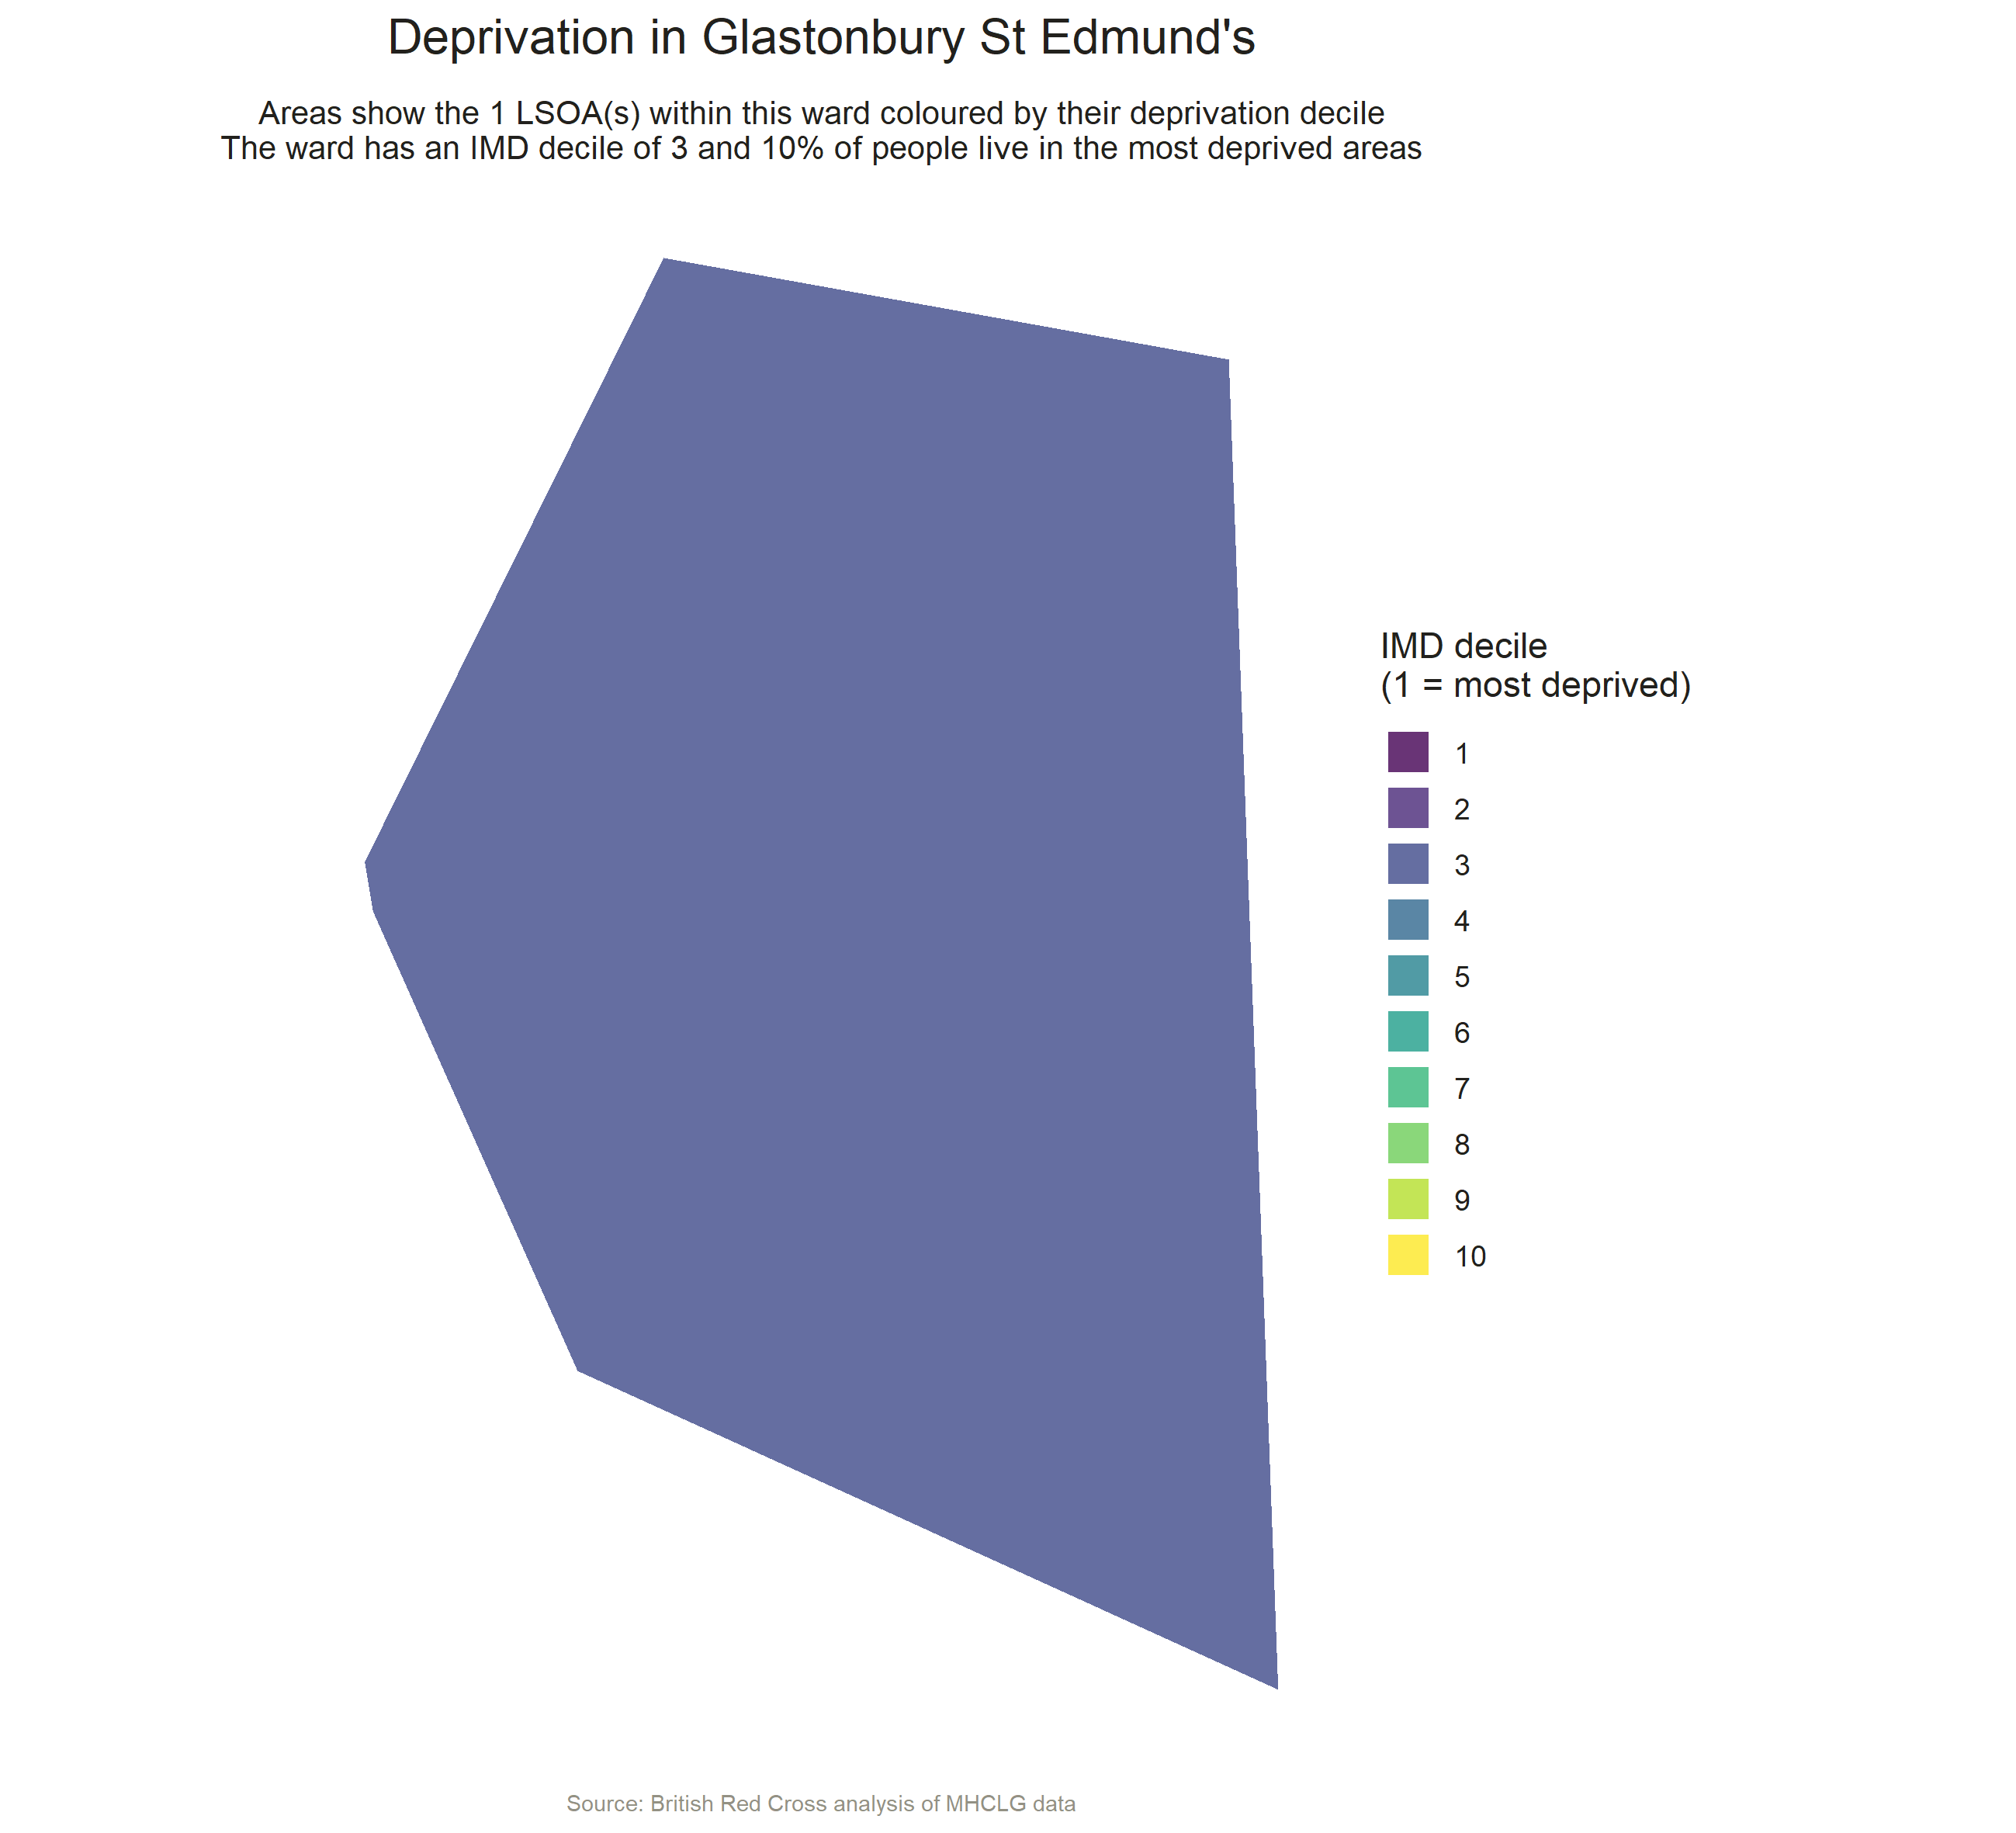 Deprivation in Glastonbury St Edmund's
Areas show the 1 LSOA(s) within this ward coloured by their deprivation decile
The ward has an IMD decile of 3 and 10% of people live in the most deprived areas
IMD decile
(1 = most deprived)
1
2
3
4
5
6
7
8
9
10
Source: British Red Cross analysis of MHCLG data